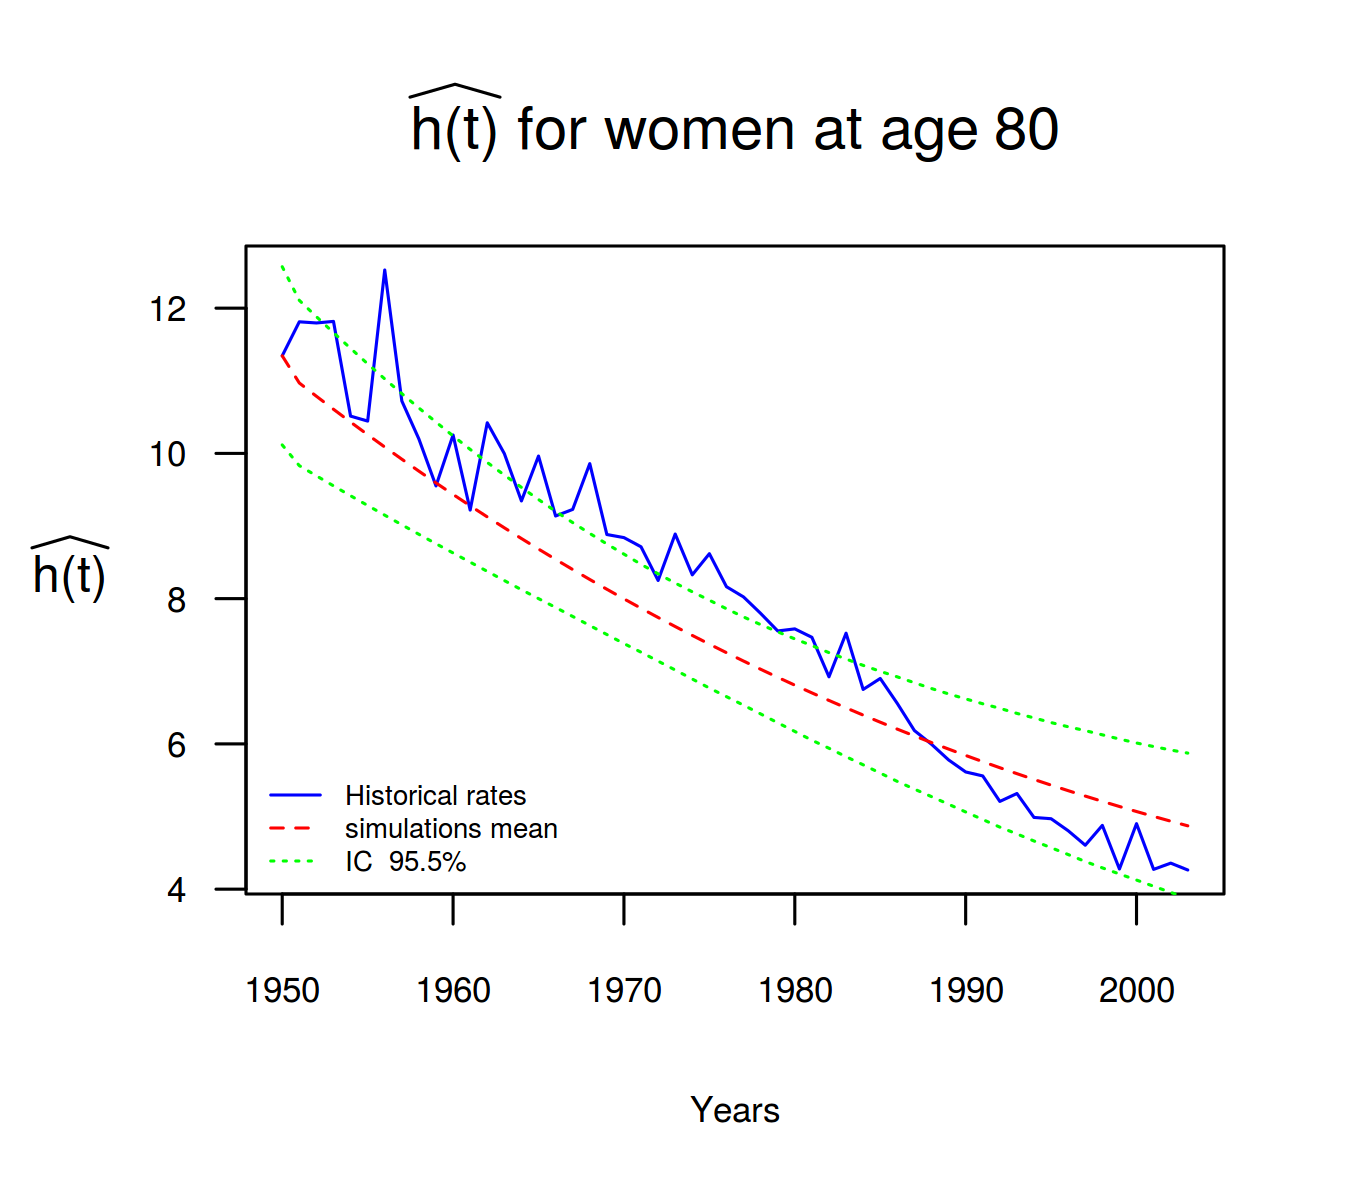 h(t) for women at age 80
12
10
8
6
4
h(t)
Historical rates
simulations mean
IC 95.5%
1950 1960 1970 1980 1990 2000
Years